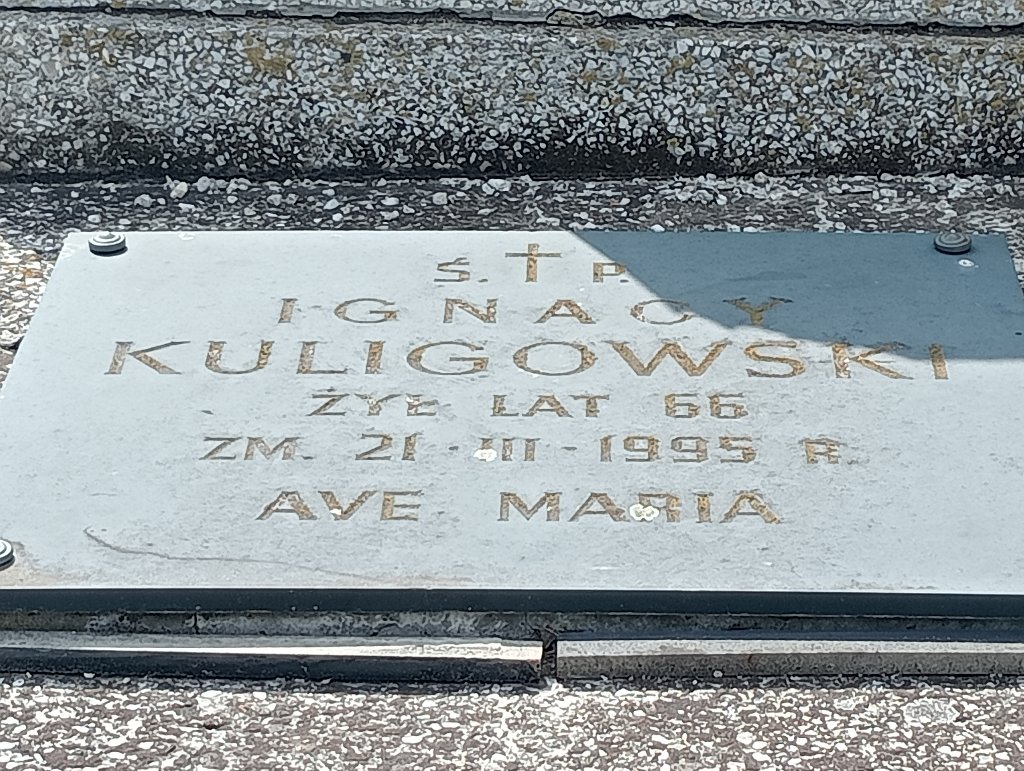 Ś. † P.
IGNACY
KULIGOWSKI
ŻYŁ LAT 66
ZM. 21·III·1995 R.
AVE MARIA